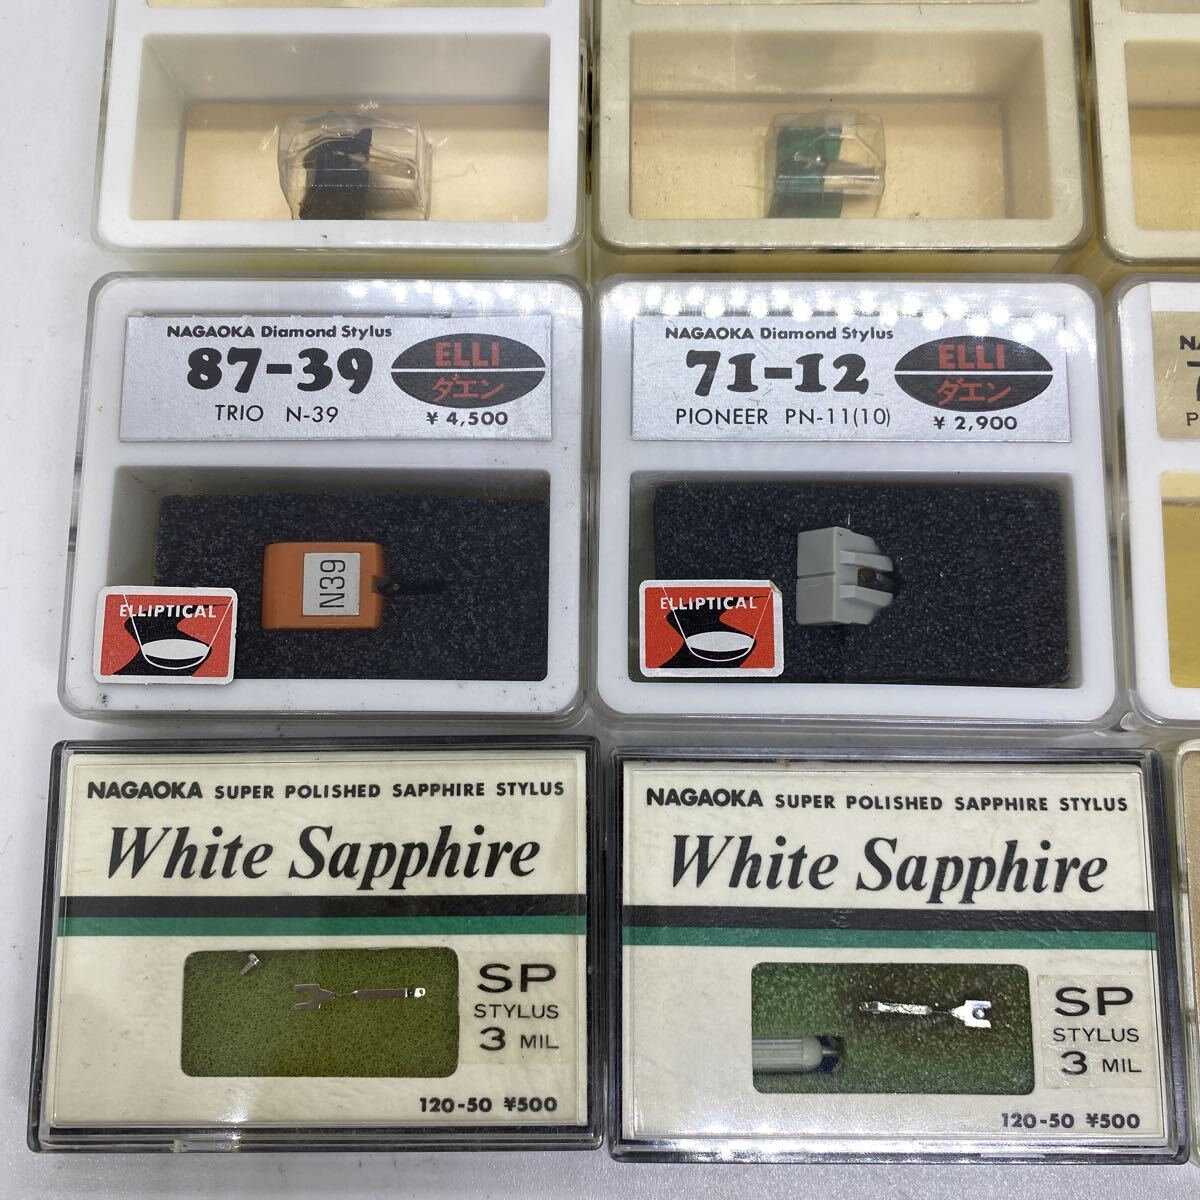 NAGAOKA Diamond Stylus
87-39
ELLI
ダエン
TRIO N-39
¥ 4,500
N39
ELLIPTICAL
NAGAOKA Diamond Stylus
71-12
ELLI
ダエン
PIONEER PN-11(10)
¥ 2,900
ELLIPTICAL
NAGAOKA SUPER POLISHED SAPPHIRE STYLUS
White Sapphire
SP
STYLUS
3 MIL
120-50 ¥500
NAGAOKA SUPER POLISHED SAPPHIRE STYLUS
White Sapphire
SP
STYLUS
3 MIL
120-50 ¥500